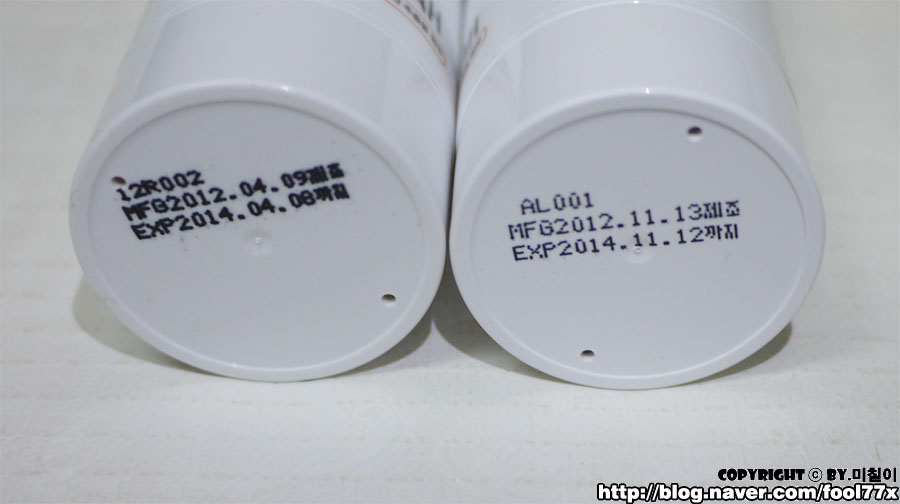 12R002
MFG2012.04.09제조
EXP2014.04.08까지
AL001
MFG2012.11.13제조
EXP2014.11.12까지
COPYRIGHT © BY.미칠이
http://blog.naver.com/fool77x